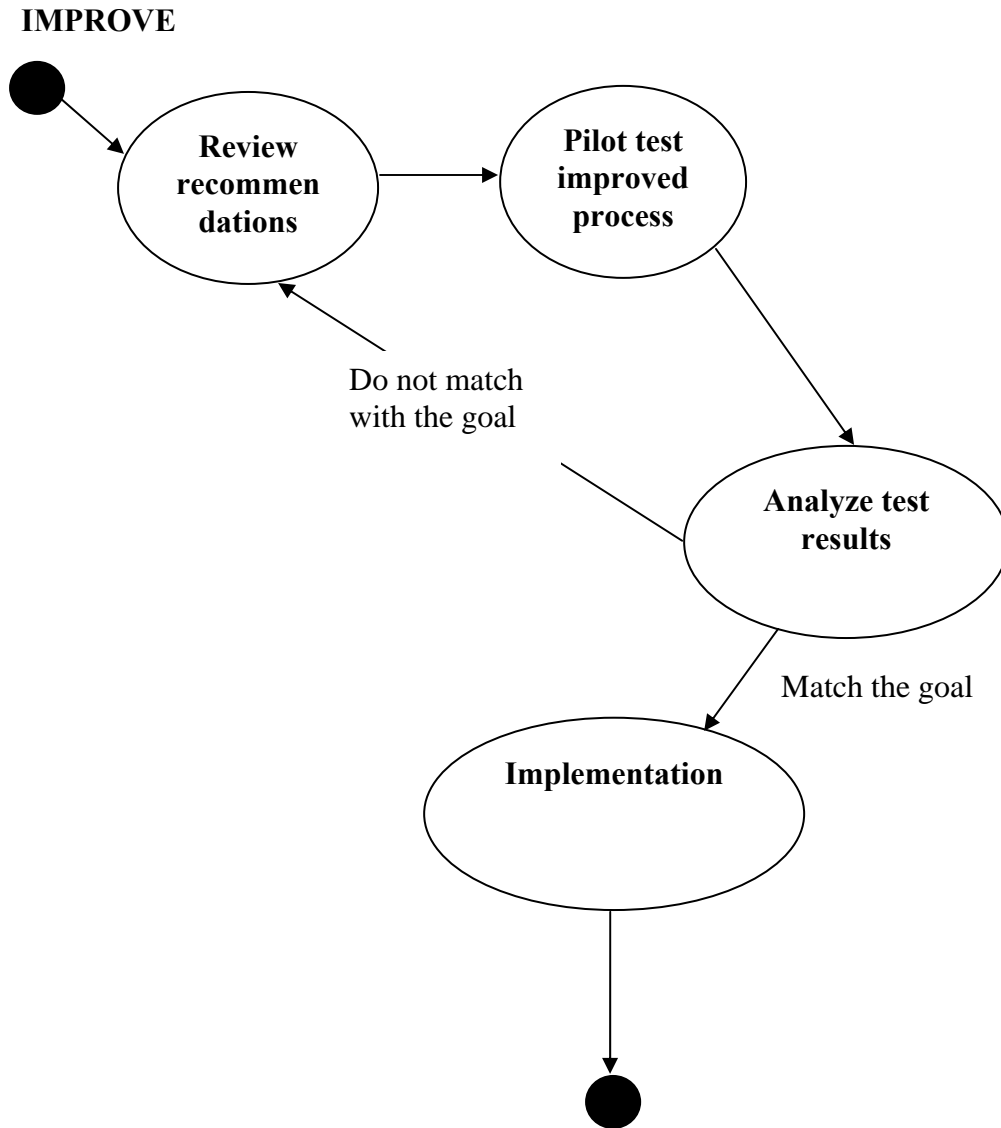 IMPROVE
Review
recommen
dations
Pilot test
improved
process
Do not match
with the goal
Analyze test
results
Match the goal
Implementation